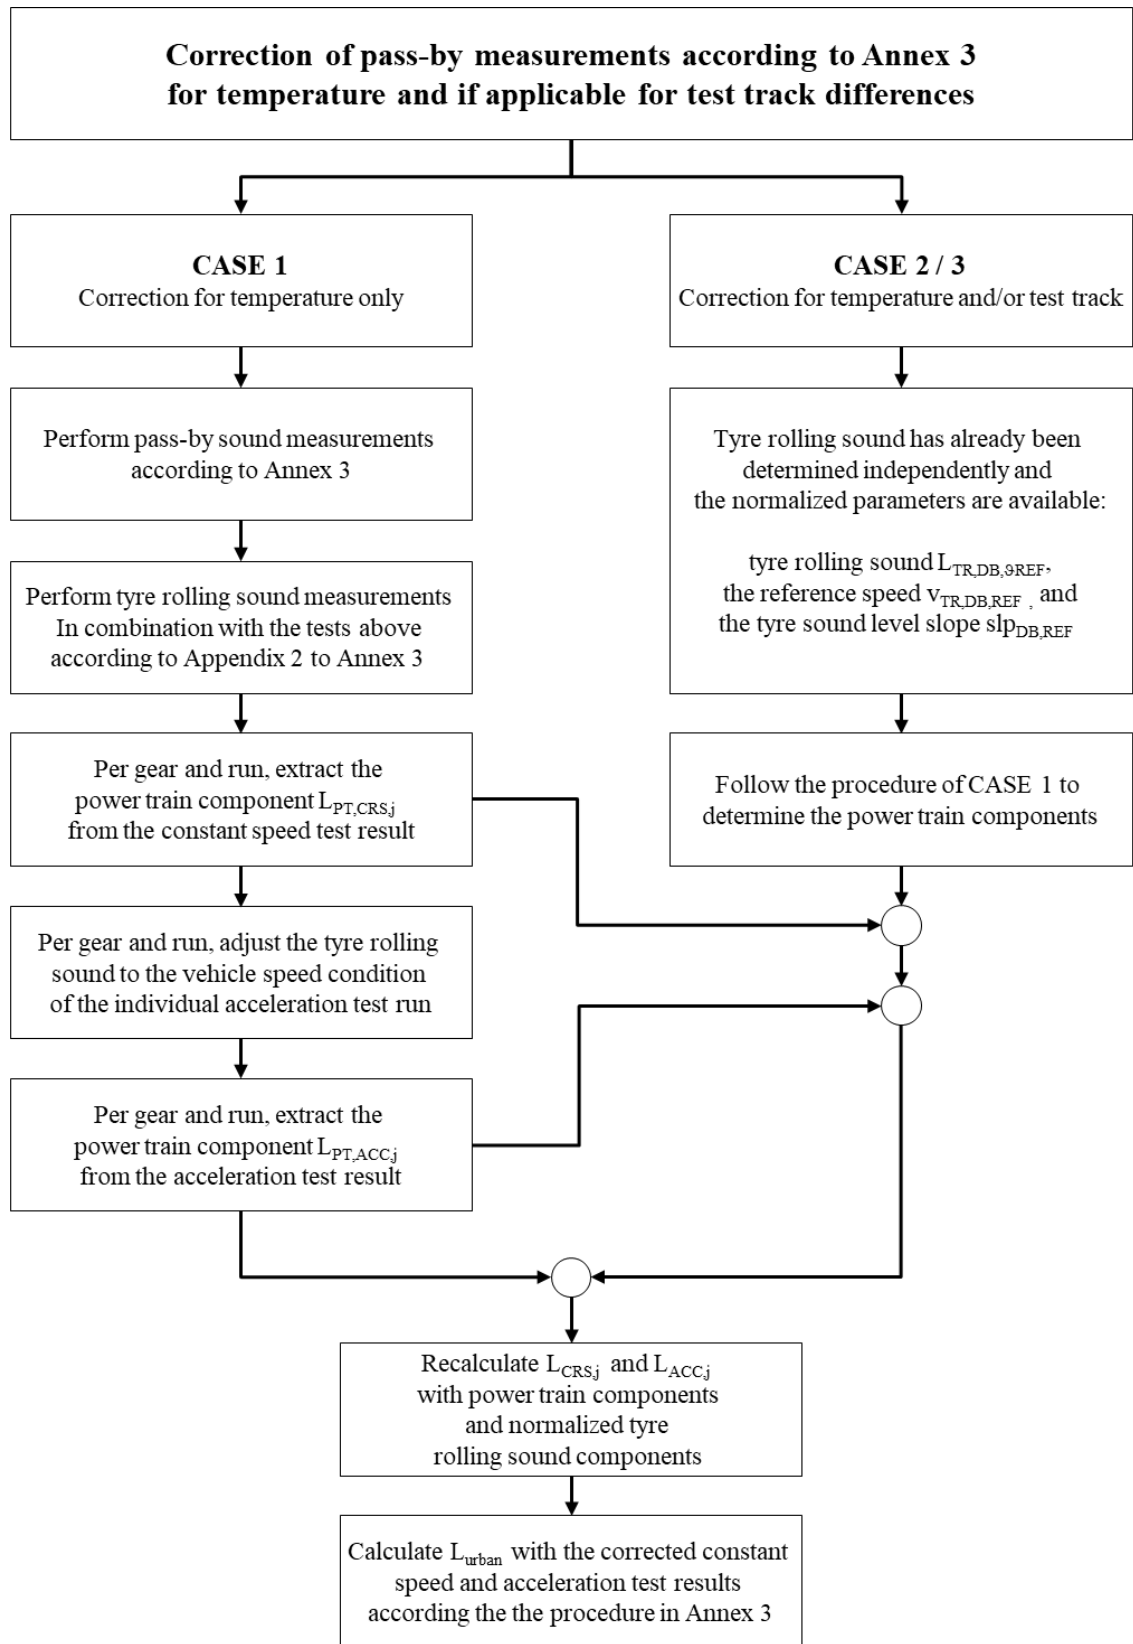 Correction of pass-by measurements according to Annex 3
for temperature and if applicable for test track differences
CASE 1
Correction for temperature only
CASE 2 / 3
Correction for temperature and/or test track
Perform pass-by sound measurements
according to Annex 3
Tyre rolling sound has already been
determined independently and
the normalized parameters are available:
tyre rolling sound L_TR,DB,ϑREF,
the reference speed v_TR,DB,REF , and
the tyre sound level slope slp_DB,REF
Perform tyre rolling sound measurements
In combination with the tests above
according to Appendix 2 to Annex 3
Per gear and run, extract the
power train component L_PT,CRS,j
from the constant speed test result
Follow the procedure of CASE 1 to
determine the power train components
Per gear and run, adjust the tyre rolling
sound to the vehicle speed condition
of the individual acceleration test run
Per gear and run, extract the
power train component L_PT,ACC,j
from the acceleration test result
Recalculate L_CRS,j and L_ACC,j
with power train components
and normalized tyre
rolling sound components
Calculate L_urban with the corrected constant
speed and acceleration test results
according the the procedure in Annex 3